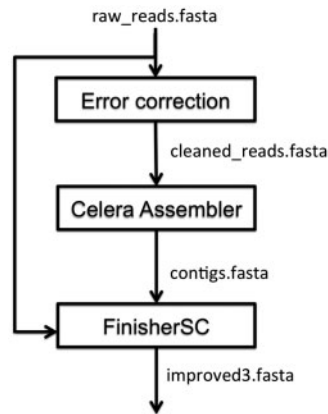 raw_reads.fasta
Error correction
cleaned_reads.fasta
Celera Assembler
contigs.fasta
FinisherSC
improved3.fasta